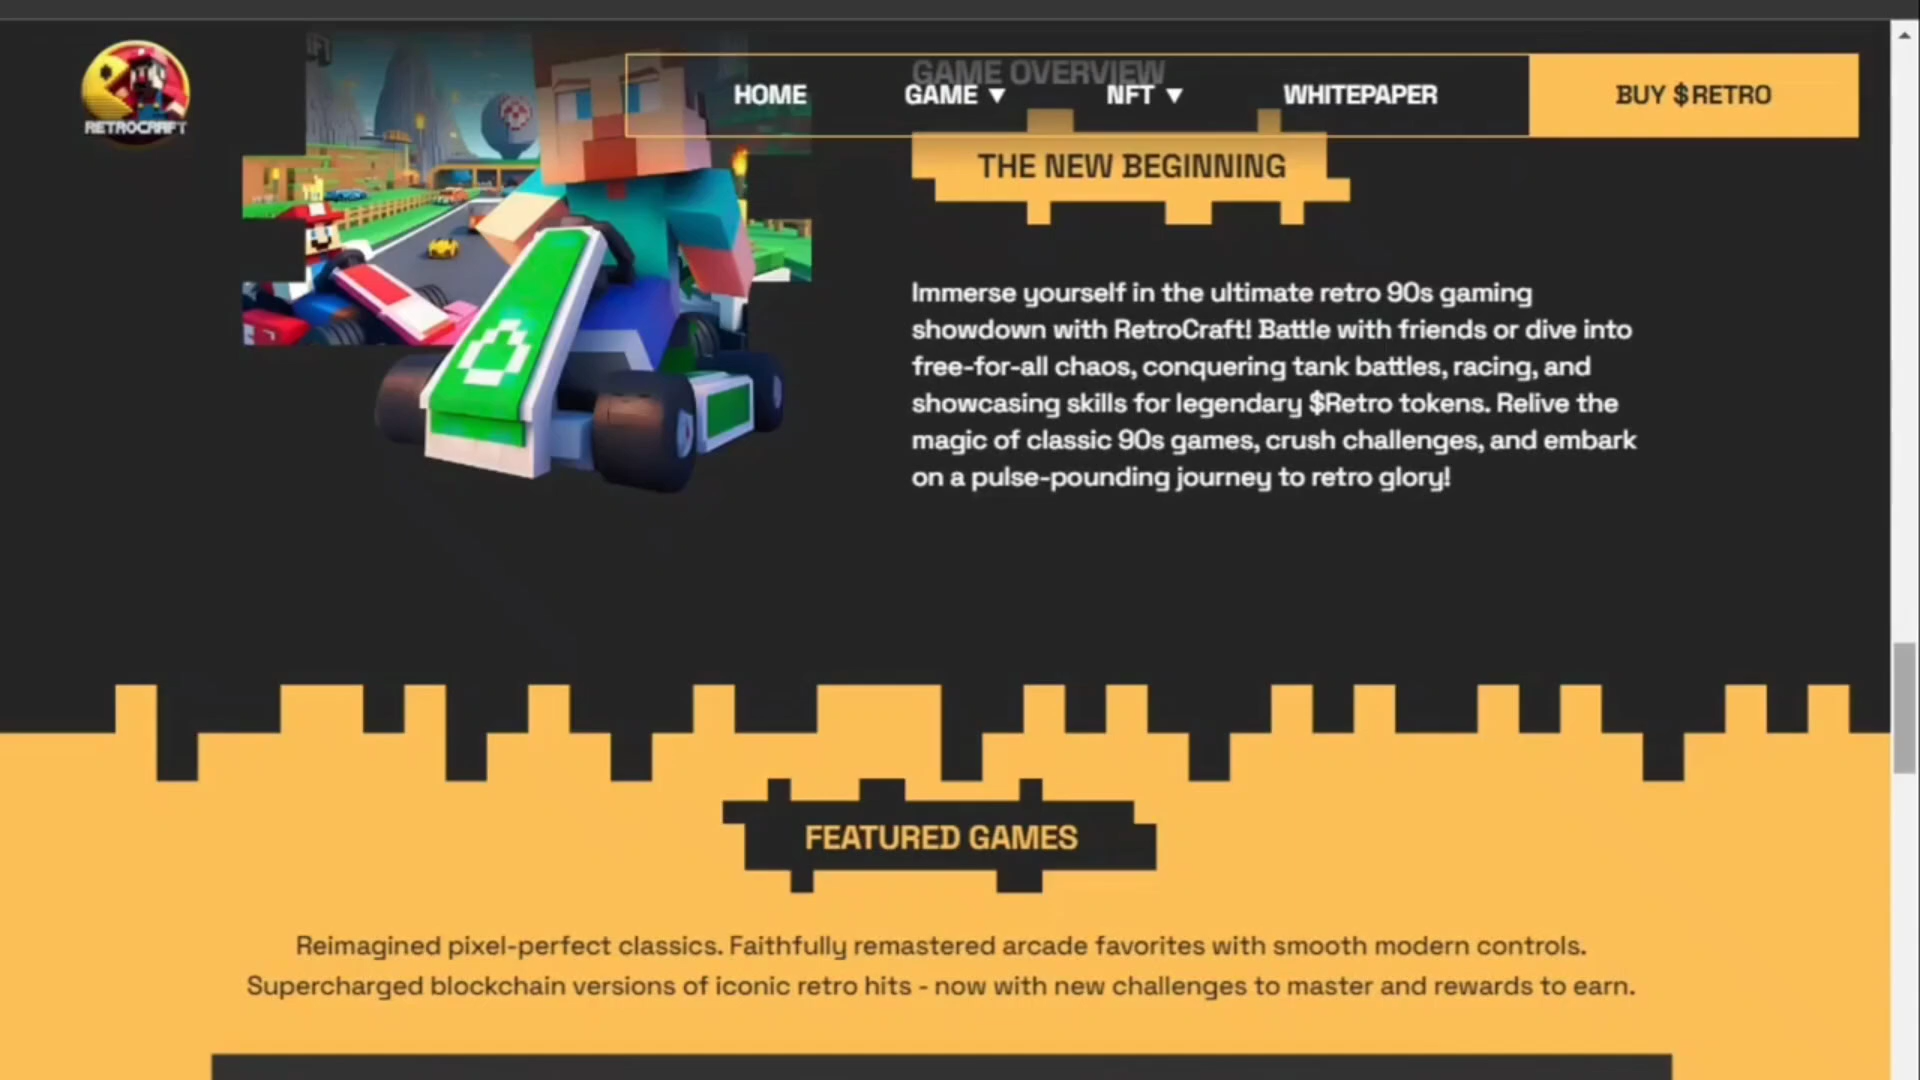 RETROCRAFT
HOME
GAME ▼
NFT ▼
WHITEPAPER
BUY $RETRO
GAME OVERVIEW
THE NEW BEGINNING
Immerse yourself in the ultimate retro 90s gaming
showdown with RetroCraft! Battle with friends or dive into
free-for-all chaos, conquering tank battles, racing, and
showcasing skills for legendary $Retro tokens. Relive the
magic of classic 90s games, crush challenges, and embark
on a pulse-pounding journey to retro glory!
FEATURED GAMES
Reimagined pixel-perfect classics. Faithfully remastered arcade favorites with smooth modern controls.
Supercharged blockchain versions of iconic retro hits - now with new challenges to master and rewards to earn.